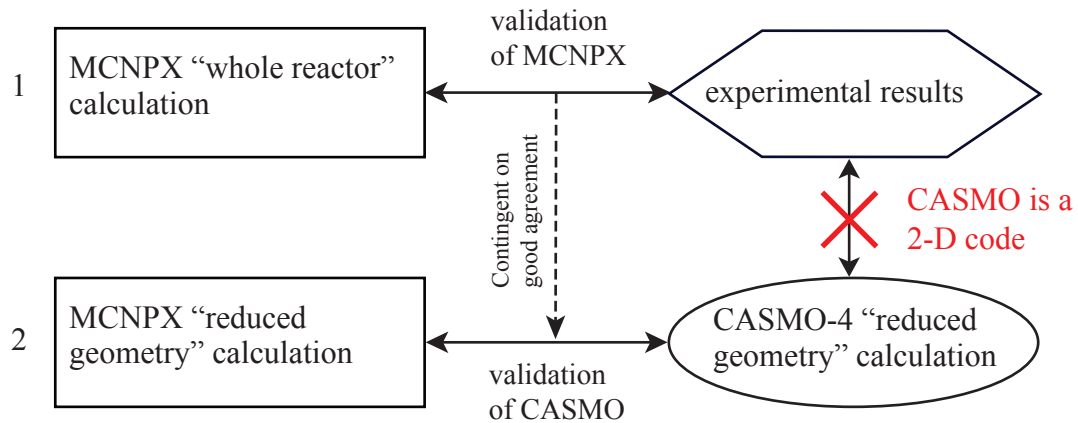 1
MCNPX “whole reactor”
calculation
validation
of MCNPX
experimental results
Contingent on
good agreement
CASMO is a
2-D code
2
MCNPX “reduced
geometry” calculation
validation
of CASMO
CASMO-4 “reduced
geometry” calculation